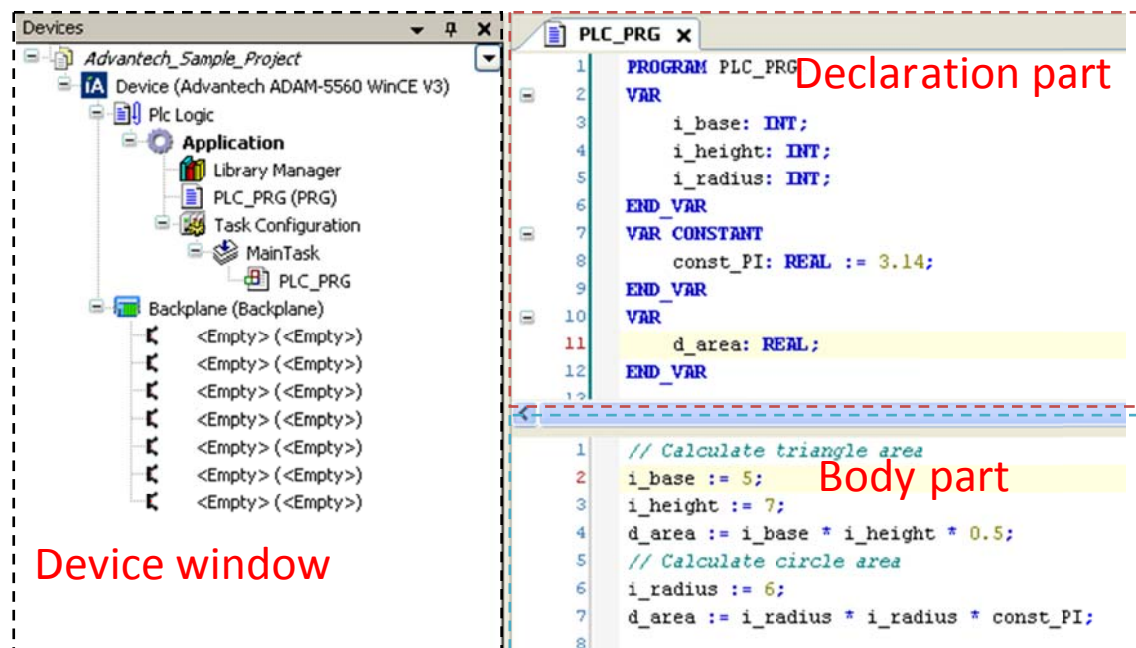 Devices
Advantech_Sample_Project
Device (Advantech ADAM-5560 WinCE V3)
Plc Logic
Application
Library Manager
PLC_PRG (PRG)
Task Configuration
MainTask
PLC_PRG
Backplane (Backplane)
<Empty> (<Empty>)
<Empty> (<Empty>)
<Empty> (<Empty>)
<Empty> (<Empty>)
<Empty> (<Empty>)
<Empty> (<Empty>)
<Empty> (<Empty>)
Device window
PLC_PRG
Declaration part
1 PROGRAM PLC_PRG
2 VAR
3 i_base: INT;
4 i_height: INT;
5 i_radius: INT;
6 END_VAR
7 VAR CONSTANT
8 const_PI: REAL := 3.14;
9 END_VAR
10 VAR
11 d_area: REAL;
12 END_VAR
13
Body part
1 // Calculate triangle area
2 i_base := 5;
3 i_height := 7;
4 d_area := i_base * i_height * 0.5;
5 // Calculate circle area
6 i_radius := 6;
7 d_area := i_radius * i_radius * const_PI;
8